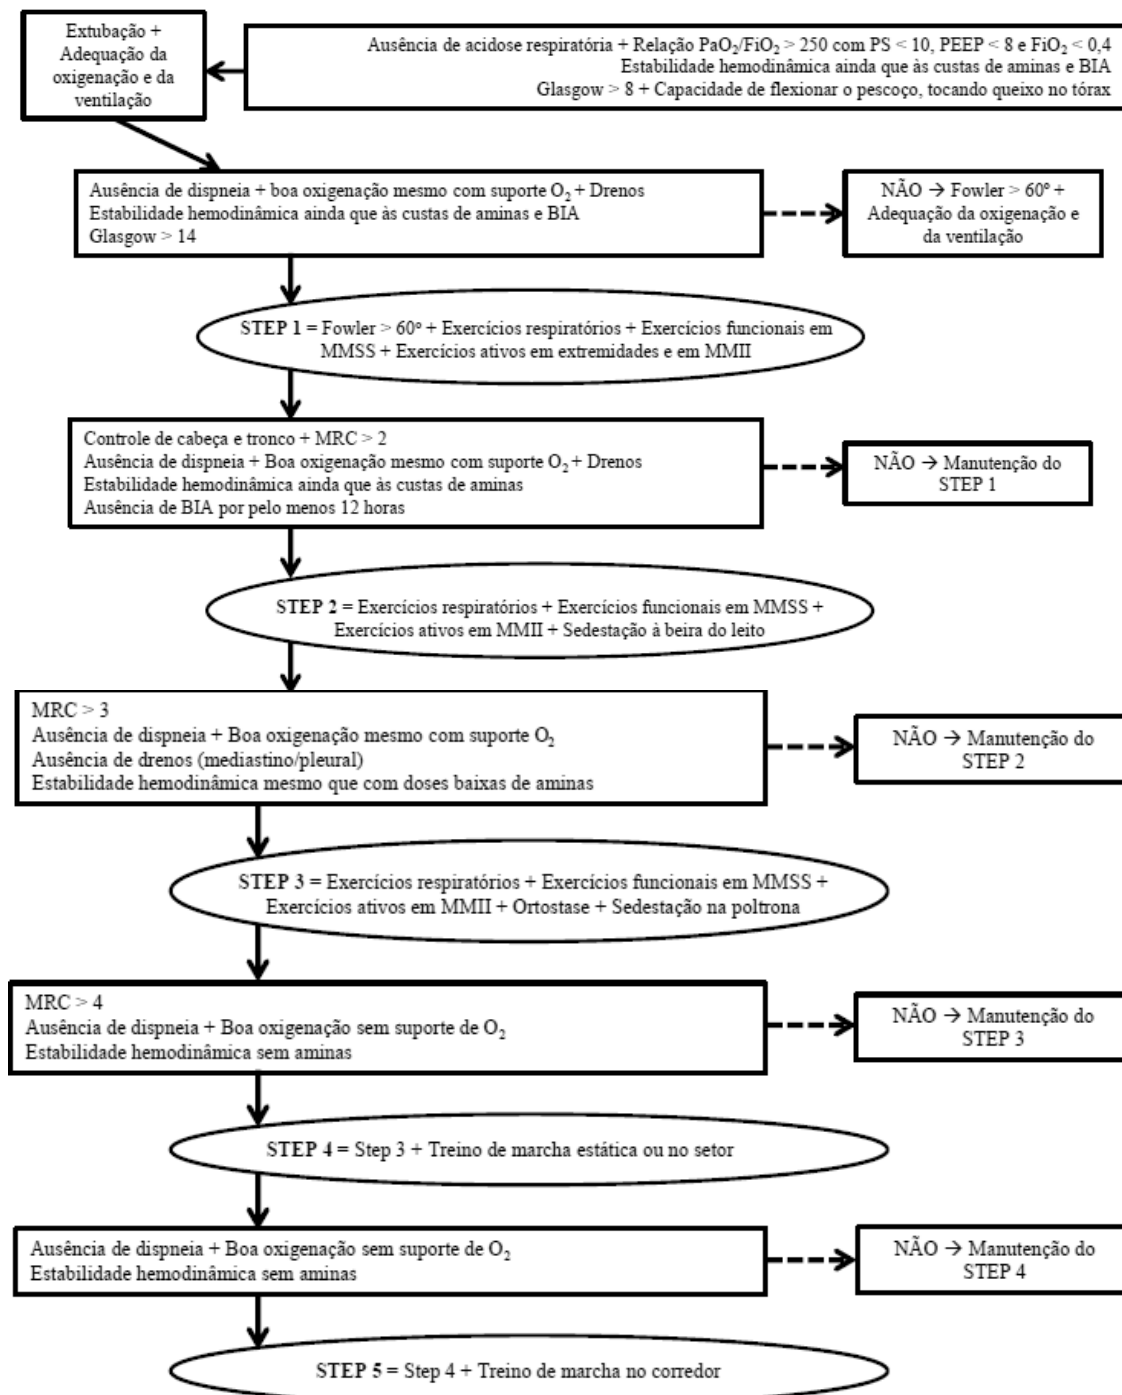 Extubação +
Adequação da
oxigenação e da
ventilação
Ausência de acidose respiratória + Relação PaO₂/FiO₂ > 250 com PS < 10, PEEP < 8 e FiO₂ < 0,4
Estabilidade hemodinâmica ainda que às custas de aminas e BIA
Glasgow > 8 + Capacidade de flexionar o pescoço, tocando queixo no tórax
Ausência de dispneia + boa oxigenação mesmo com suporte O₂ + Drenos
Estabilidade hemodinâmica ainda que às custas de aminas e BIA
Glasgow > 14
NÃO → Fowler > 60º +
Adequação da oxigenação e
da ventilação
STEP 1 = Fowler > 60º + Exercícios respiratórios + Exercícios funcionais em
MMSS + Exercícios ativos em extremidades e em MMII
Controle de cabeça e tronco + MRC > 2
Ausência de dispneia + Boa oxigenação mesmo com suporte O₂ + Drenos
Estabilidade hemodinâmica ainda que às custas de aminas
Ausência de BIA por pelo menos 12 horas
NÃO → Manutenção do
STEP 1
STEP 2 = Exercícios respiratórios + Exercícios funcionais em MMSS +
Exercícios ativos em MMII + Sedestação à beira do leito
MRC > 3
Ausência de dispneia + Boa oxigenação mesmo com suporte O₂
Ausência de drenos (mediastino/pleural)
Estabilidade hemodinâmica mesmo que com doses baixas de aminas
NÃO → Manutenção do
STEP 2
STEP 3 = Exercícios respiratórios + Exercícios funcionais em MMSS +
Exercícios ativos em MMII + Ortostase + Sedestação na poltrona
MRC > 4
Ausência de dispneia + Boa oxigenação sem suporte de O₂
Estabilidade hemodinâmica sem aminas
NÃO → Manutenção do
STEP 3
STEP 4 = Step 3 + Treino de marcha estática ou no setor
Ausência de dispneia + Boa oxigenação sem suporte de O₂
Estabilidade hemodinâmica sem aminas
NÃO → Manutenção do
STEP 4
STEP 5 = Step 4 + Treino de marcha no corredor